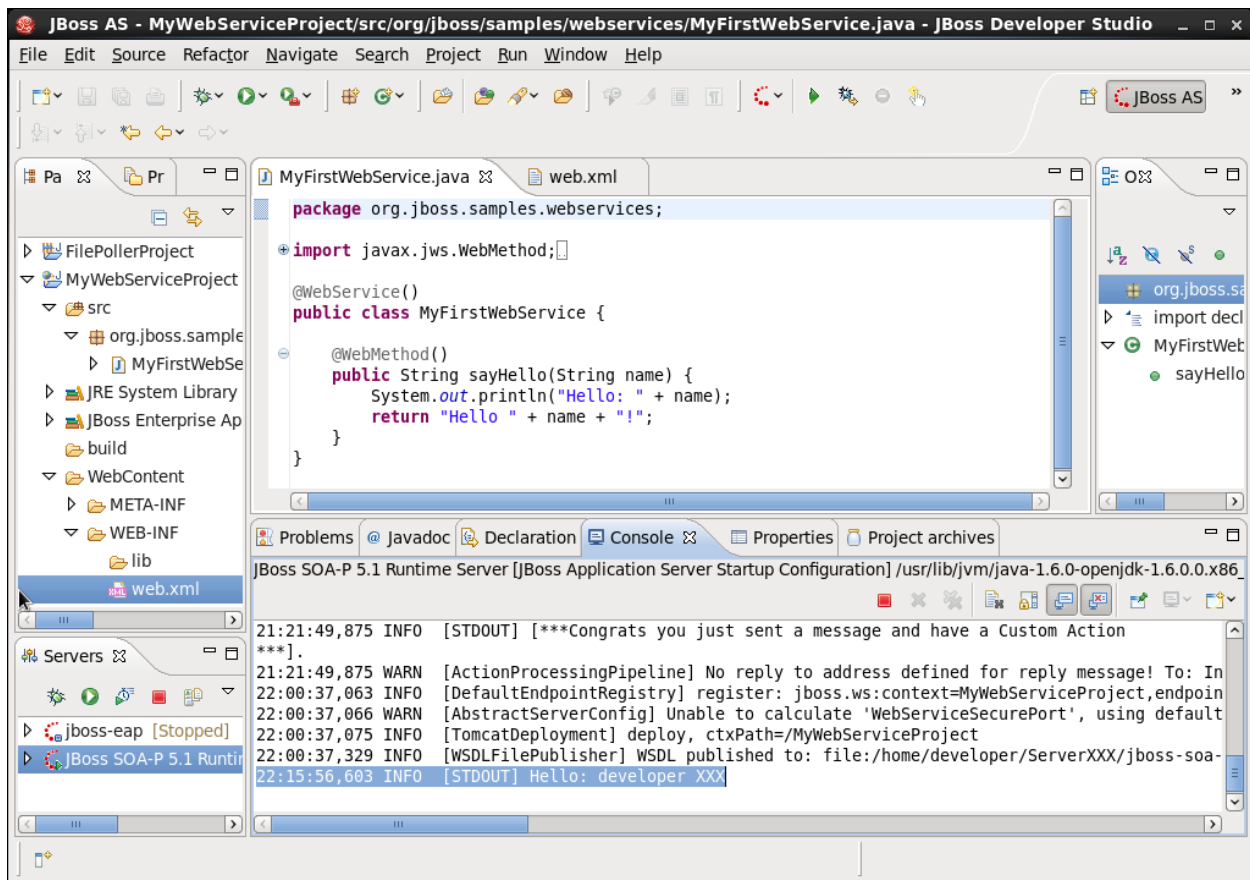 JBoss AS - MyWebServiceProject/src/org/jboss/samples/webservices/MyFirstWebService.java - JBoss Developer Studio
File Edit Source Refactor Navigate Search Project Run Window Help
JBoss AS
Pa
Pr
FilePollerProject
MyWebServiceProject
src
org.jboss.sample
MyFirstWebSe
JRE System Library
JBoss Enterprise Ap
build
WebContent
META-INF
WEB-INF
lib
web.xml
MyFirstWebService.java
web.xml
package org.jboss.samples.webservices;
import javax.jws.WebMethod;
@WebService()
public class MyFirstWebService {
@WebMethod()
public String sayHello(String name) {
System.out.println("Hello: " + name);
return "Hello " + name + "!";
}
}
O
org.jboss.sa
import decl
MyFirstWeb
sayHello
Servers
jboss-eap [Stopped]
JBoss SOA-P 5.1 Runtir
Problems @ Javadoc Declaration Console Properties Project archives
JBoss SOA-P 5.1 Runtime Server [JBoss Application Server Startup Configuration] /usr/lib/jvm/java-1.6.0-openjdk-1.6.0.0.x86_
21:21:49,875 INFO [STDOUT] [***Congrats you just sent a message and have a Custom Action
***].
21:21:49,875 WARN [ActionProcessingPipeline] No reply to address defined for reply message! To: In
22:00:37,063 INFO [DefaultEndpointRegistry] register: jboss.ws:context=MyWebServiceProject,endpoin
22:00:37,066 WARN [AbstractServerConfig] Unable to calculate 'WebServiceSecurePort', using default
22:00:37,075 INFO [TomcatDeployment] deploy, ctxPath=/MyWebServiceProject
22:00:37,329 INFO [WSDLFilePublisher] WSDL published to: file:/home/developer/ServerXXX/jboss-soa-
22:15:56,603 INFO [STDOUT] Hello: developer XXX